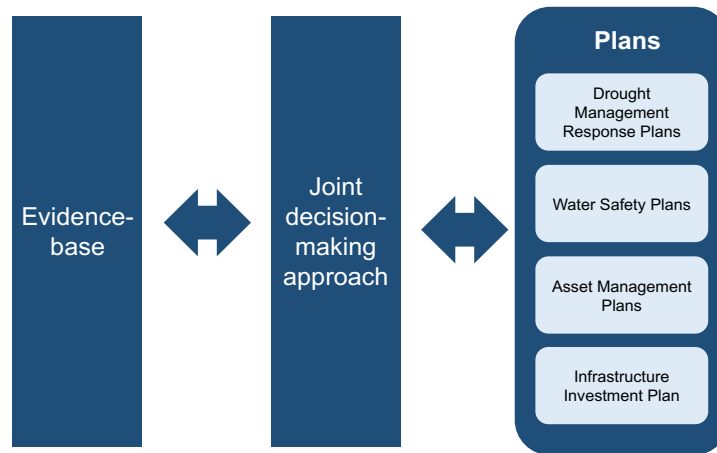 Evidence-
base
Joint
decision-
making
approach
Plans
Drought
Management
Response Plans
Water Safety Plans
Asset Management
Plans
Infrastructure
Investment Plan